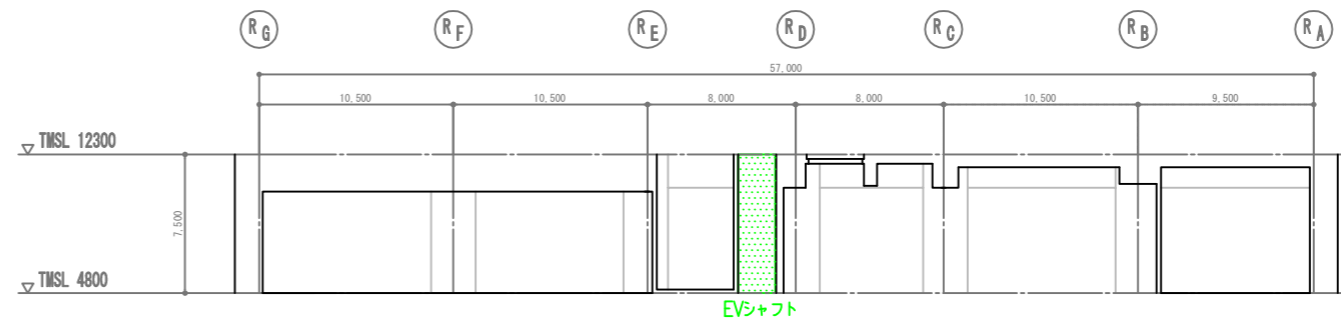 RG RF RE RD RC RB RA
57,000
10,500 10,500 8,000 8,000 10,500 9,500
TMSL 12300
7,500
TMSL 4800
EVシャフト